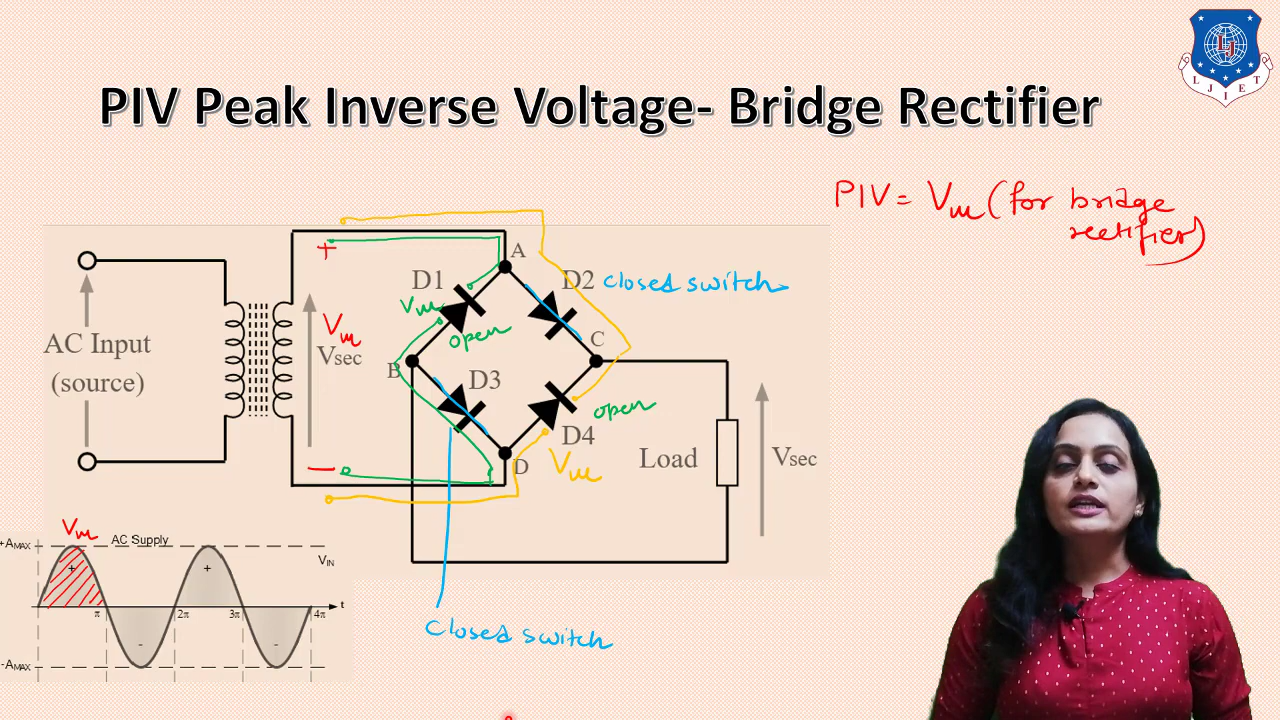 PIV Peak Inverse Voltage- Bridge Rectifier
L J I E T
LJ
PIV = Vm (for bridge
rectifier)
+
A
D1
D2
closed switch
Vm
open
Vm
AC Input
(source)
Vsec
C
B
D3
open
D4
D
Vm
Load
Vsec
−
Vm
+AMAX
AC Supply
VIN
+
+
π
2π
3π
4π
t
-
-
-AMAX
closed switch